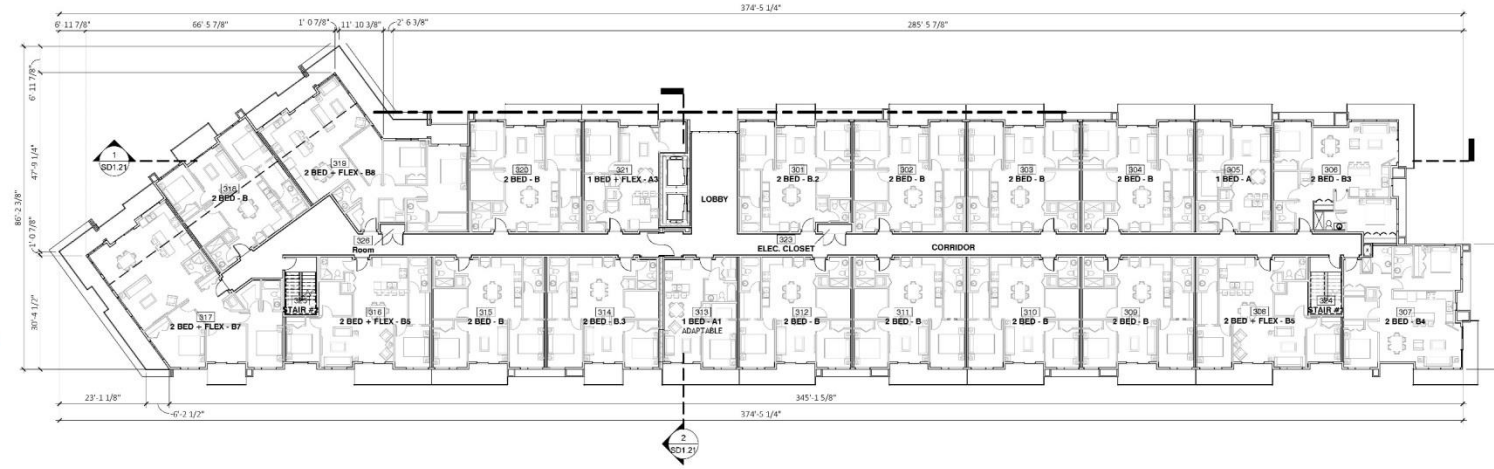 374'-5 1/4"
6'-11 7/8"
66'-5 7/8"
1' 0 7/8"
11' 10 3/8"
2' 6 3/8"
285' 5 7/8"
6' 11 7/8"
47'-9 1/4"
86'-2 3/8"
1' 0 7/8"
30'-4 1/2"
1
SD1.21
319
2 BED + FLEX - B8
2 BED - B
320
2 BED - B
321
1 BED + FLEX - A3
LOBBY
301
2 BED - B.2
302
2 BED - B
303
2 BED - B
304
2 BED - B
305
1 BED - A
306
2 BED - B3
326
Room
323
ELEC. CLOSET
CORRIDOR
317
2 BED + FLEX - B7
STAIR #2
316
2 BED + FLEX - B5
315
2 BED - B
314
2 BED - B.3
313
1 BED - A1
ADAPTABLE
312
2 BED - B
311
2 BED - B
310
2 BED - B
309
2 BED - B
2 BED + FLEX - B5
324
307
2 BED - B4
23'-1 1/8"
6'-2 1/2"
345'-1 5/8"
374'-5 1/4"
2
SD1.21